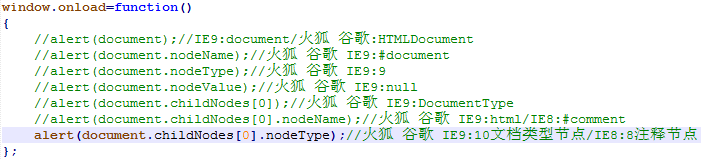 window.onload=function()
{
    //alert(document);//IE9:document/火狐 谷歌:HTMLDocument
    //alert(document.nodeName);//火狐 谷歌 IE9:#document
    //alert(document.nodeType);//火狐 谷歌 IE9:9
    //alert(document.nodeValue);//火狐 谷歌 IE9:null
    //alert(document.childNodes[0]);//火狐 谷歌 IE9:DocumentType
    //alert(document.childNodes[0].nodeName);//火狐 谷歌 IE9:html/IE8:#comment
    alert(document.childNodes[0].nodeType);//火狐 谷歌 IE9:10文档类型节点/IE8:8注释节点
};